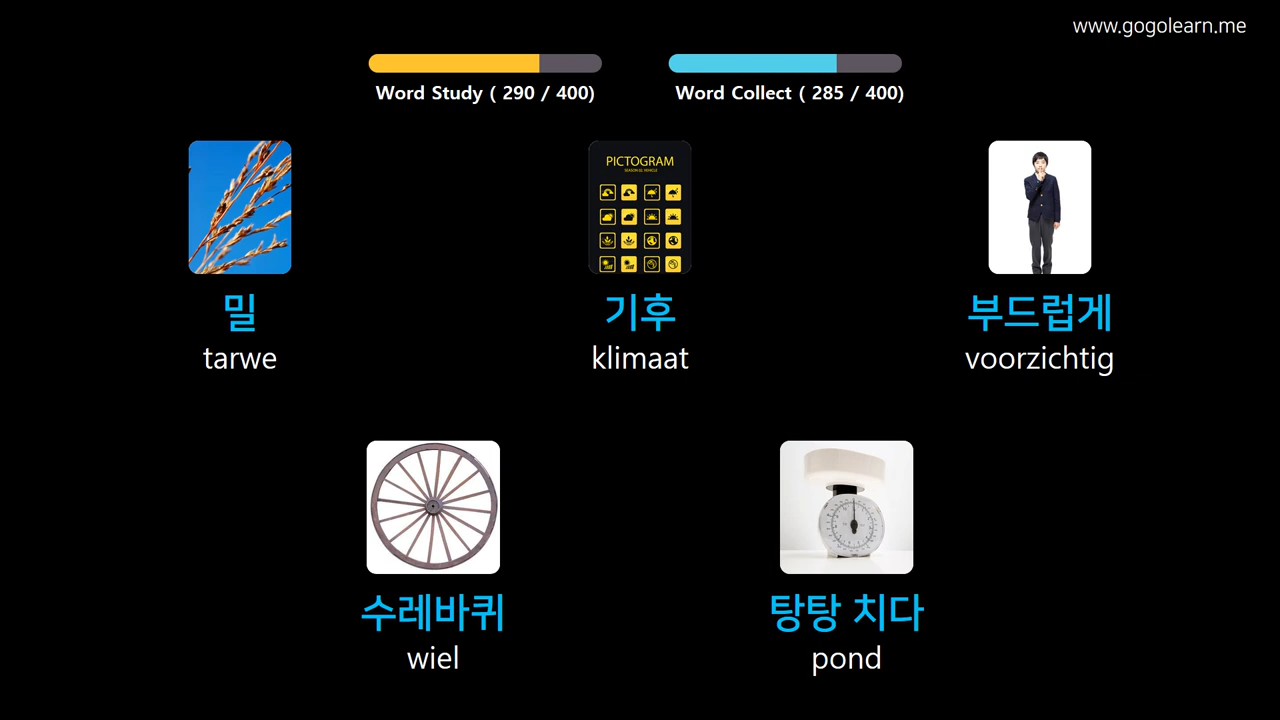 www.gogolearn.me
Word Study ( 290 / 400)
Word Collect ( 285 / 400)
PICTOGRAM
밀
tarwe
기후
klimaat
부드럽게
voorzichtig
수레바퀴
wiel
탕탕 치다
pond